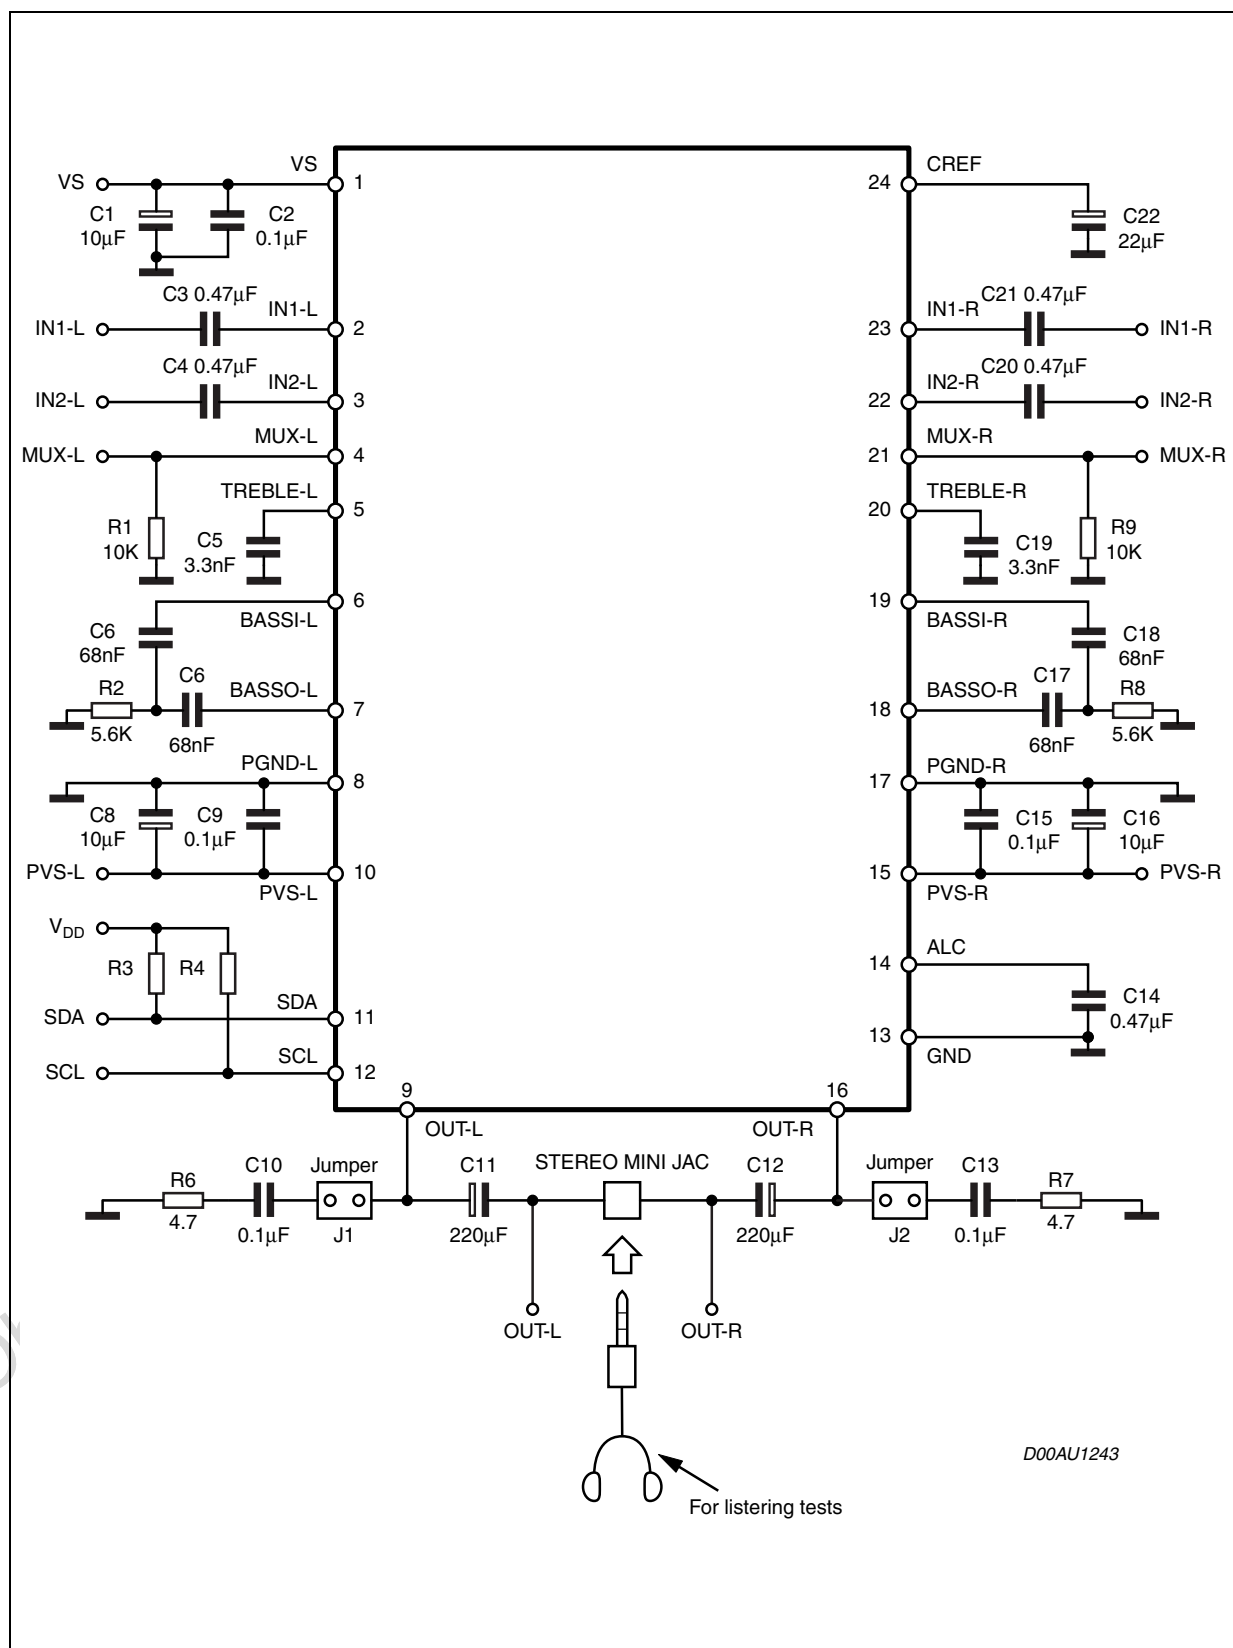 VS
VS
1
C1
10µF
C2
0.1µF
C3 0.47µF
IN1-L
IN1-L
2
C4 0.47µF
IN2-L
IN2-L
3
MUX-L
MUX-L
4
TREBLE-L
5
R1
10K
C5
3.3nF
6
BASSI-L
C6
68nF
R2
5.6K
C6
68nF
BASSO-L
7
PGND-L
8
C8
10µF
C9
0.1µF
PVS-L
10
PVS-L
VDD
R3
R4
SDA
SDA
11
SCL
SCL
12
24
CREF
C22
22µF
IN1-R
C21 0.47µF
23
IN1-R
IN2-R
C20 0.47µF
22
IN2-R
MUX-R
21
MUX-R
20
TREBLE-R
C19
3.3nF
R9
10K
19
BASSI-R
C18
68nF
C17
68nF
BASSO-R
18
R8
5.6K
PGND-R
17
C15
0.1µF
C16
10µF
15
PVS-R
PVS-R
14
ALC
C14
0.47µF
13
GND
9
OUT-L
16
OUT-R
R6
4.7
C10
0.1µF
Jumper
J1
C11
220µF
STEREO MINI JAC
C12
220µF
Jumper
J2
C13
0.1µF
R7
4.7
OUT-L
OUT-R
D00AU1243
For listering tests